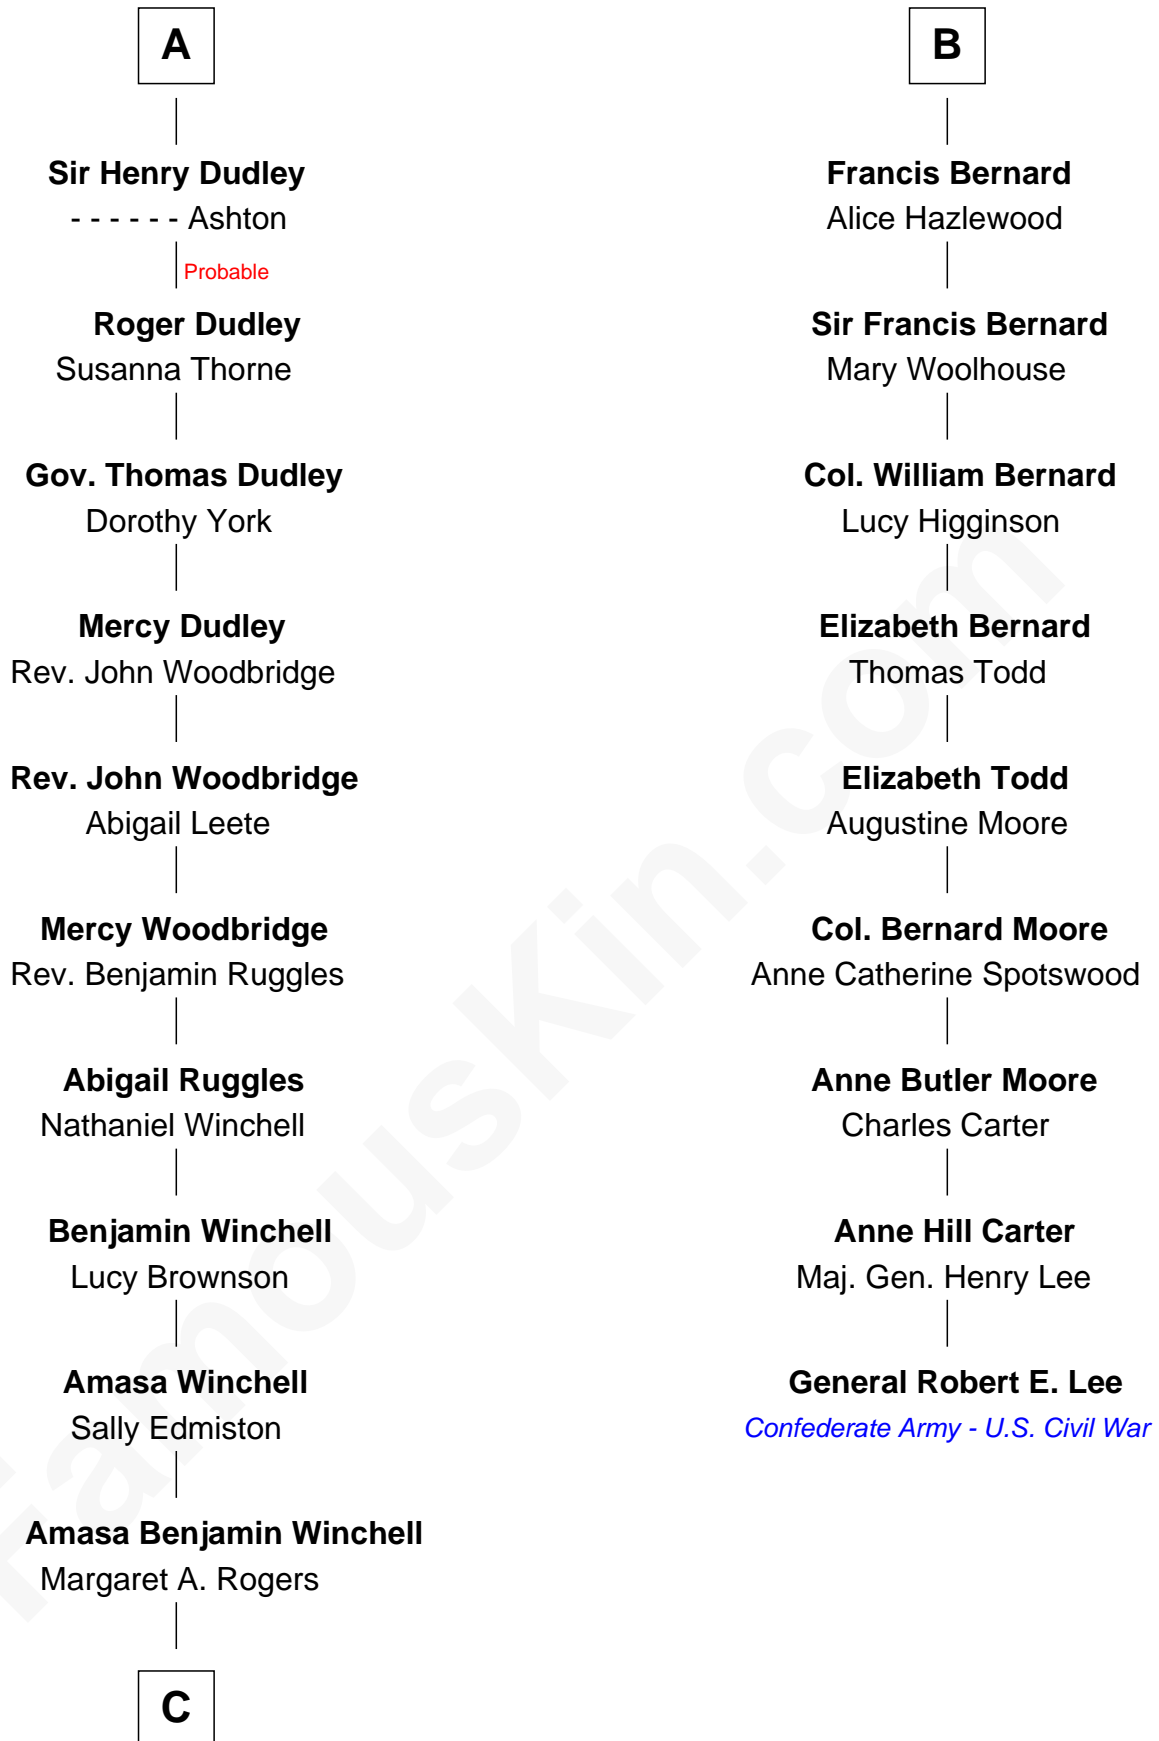 A
Sir Henry Dudley
- - - - - - Ashton
Probable
Roger Dudley
Susanna Thorne
Gov. Thomas Dudley
Dorothy York
Mercy Dudley
Rev. John Woodbridge
Rev. John Woodbridge
Abigail Leete
Mercy Woodbridge
Rev. Benjamin Ruggles
Abigail Ruggles
Nathaniel Winchell
Benjamin Winchell
Lucy Brownson
Amasa Winchell
Sally Edmiston
Amasa Benjamin Winchell
Margaret A. Rogers
C
B
Francis Bernard
Alice Hazlewood
Sir Francis Bernard
Mary Woolhouse
Col. William Bernard
Lucy Higginson
Elizabeth Bernard
Thomas Todd
Elizabeth Todd
Augustine Moore
Col. Bernard Moore
Anne Catherine Spotswood
Anne Butler Moore
Charles Carter
Anne Hill Carter
Maj. Gen. Henry Lee
General Robert E. Lee
Confederate Army - U.S. Civil War
FamousKin.com